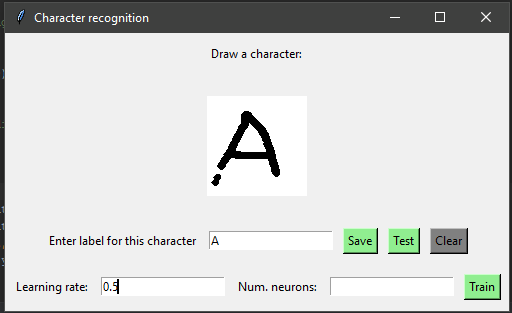 Character recognition
Draw a character:
A
Enter label for this character A Save Test Clear
Learning rate: 0.5 Num. neurons: Train